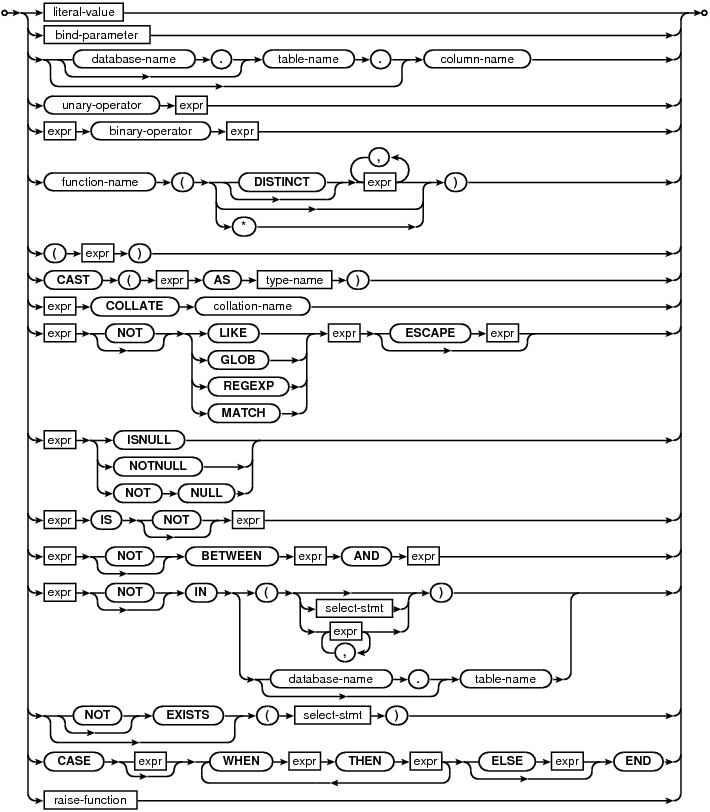 literal-value
bind-parameter
database-name . table-name . column-name
unary-operator expr
expr binary-operator expr
,
function-name ( DISTINCT expr )
*
( expr )
CAST ( expr AS type-name )
expr COLLATE collation-name
expr NOT LIKE expr ESCAPE expr
GLOB
REGEXP
MATCH
expr ISNULL
NOTNULL
NOT NULL
expr IS NOT expr
expr NOT BETWEEN expr AND expr
expr NOT IN ( )
select-stmt
expr
,
database-name . table-name
NOT EXISTS ( select-stmt )
CASE expr WHEN expr THEN expr ELSE expr END
raise-function